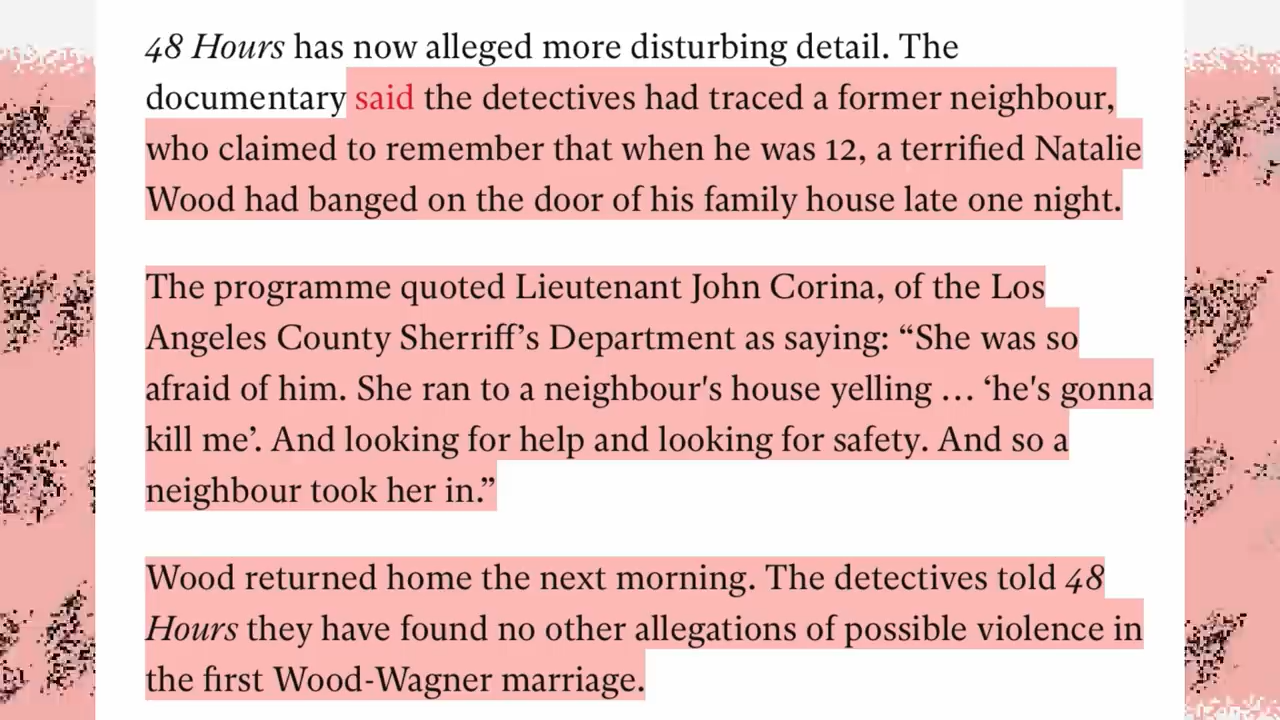 48 Hours has now alleged more disturbing detail. The
documentary said the detectives had traced a former neighbour,
who claimed to remember that when he was 12, a terrified Natalie
Wood had banged on the door of his family house late one night.
The programme quoted Lieutenant John Corina, of the Los
Angeles County Sherriff’s Department as saying: “She was so
afraid of him. She ran to a neighbour's house yelling … ‘he's gonna
kill me’. And looking for help and looking for safety. And so a
neighbour took her in.”
Wood returned home the next morning. The detectives told 48
Hours they have found no other allegations of possible violence in
the first Wood-Wagner marriage.